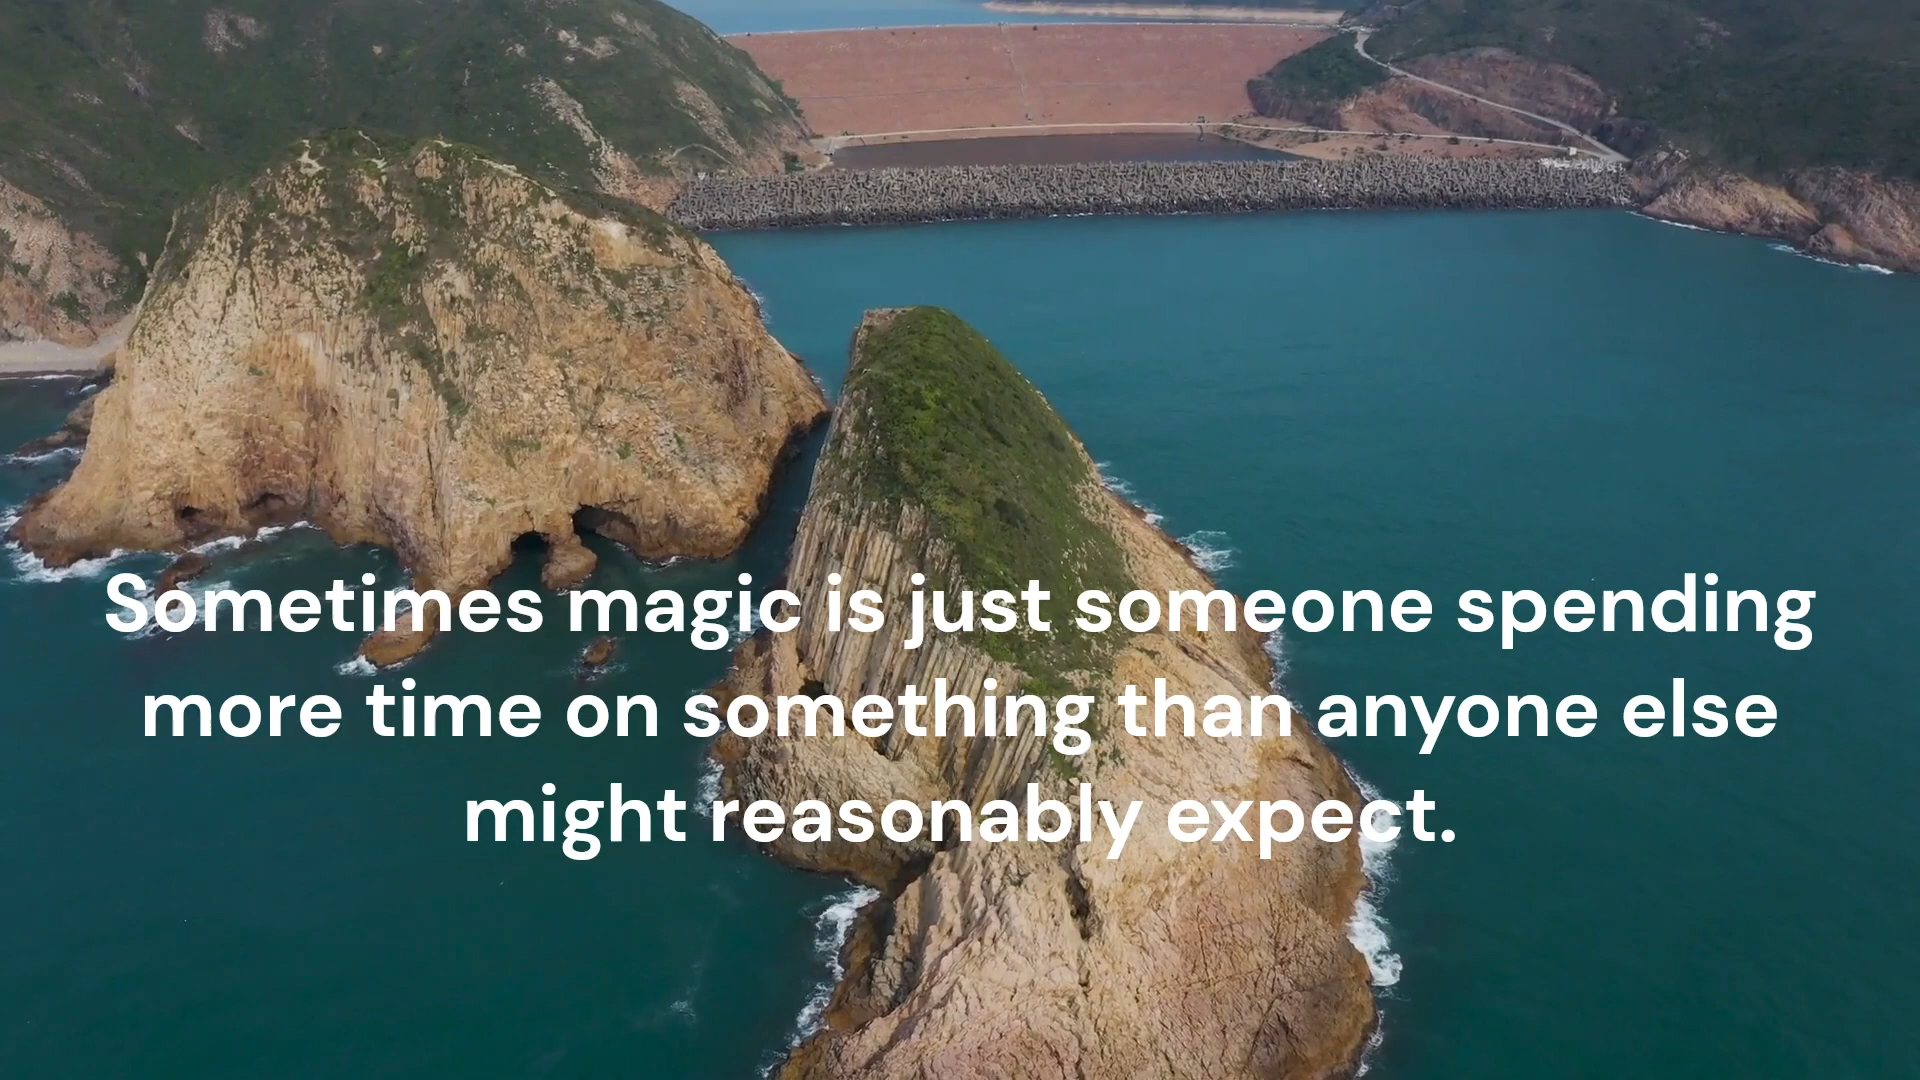 Sometimes magic is just someone spending
more time on something than anyone else
might reasonably expect.